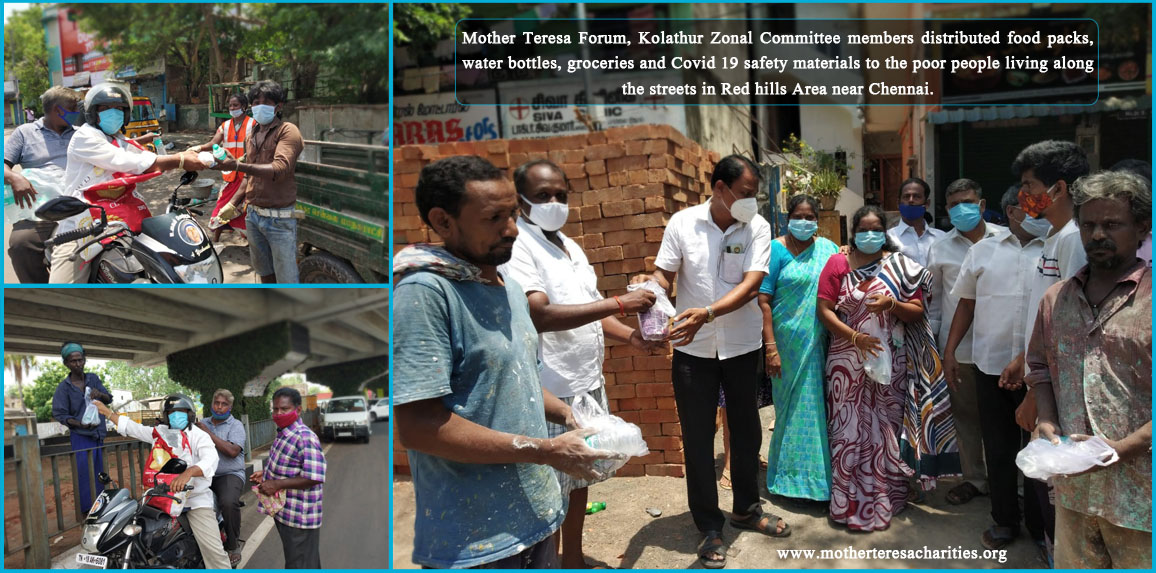 Mother Teresa Forum, Kolathur Zonal Committee members distributed food packs,
water bottles, groceries and Covid 19 safety materials to the poor people living along
the streets in Red hills Area near Chennai.
சிவா
SIVA
www.motherteresacharities.org